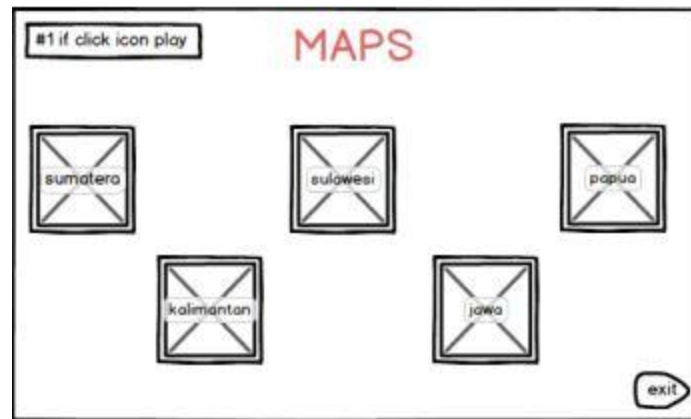 #1 if click icon play
MAPS
sumatera
sulawesi
papua
kalimantan
jawa
exit